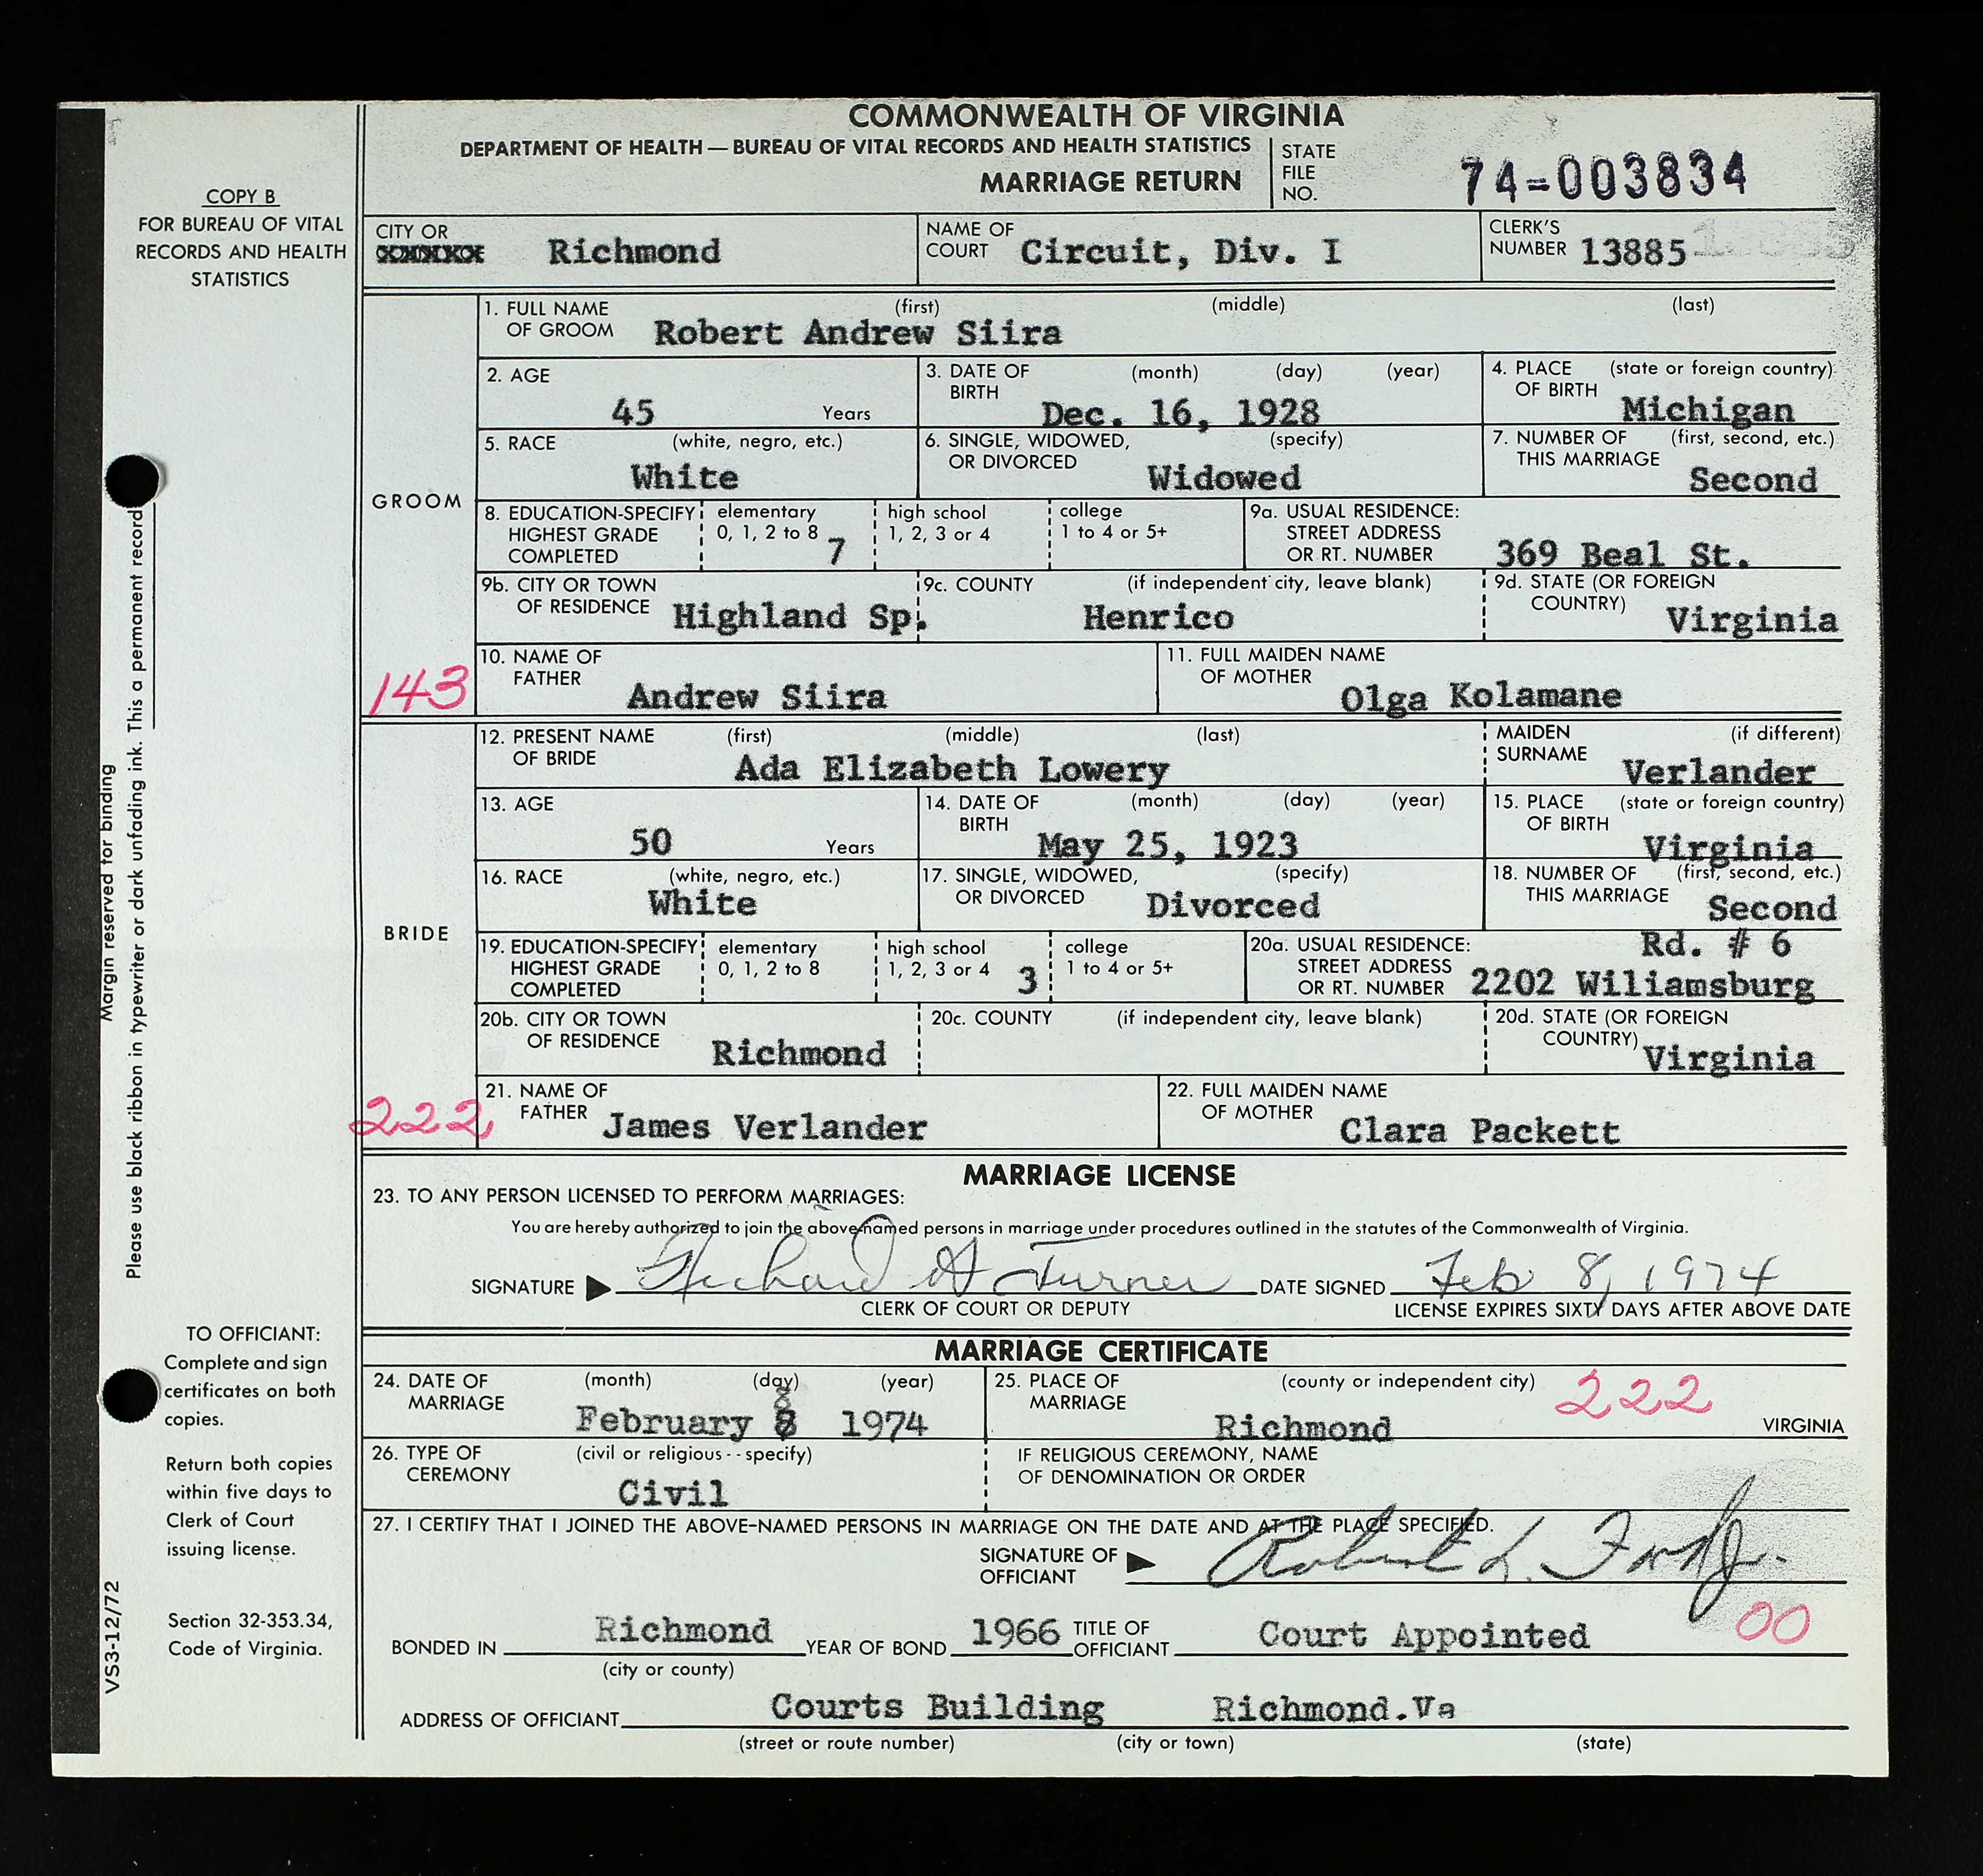 COMMONWEALTH OF VIRGINIA
DEPARTMENT OF HEALTH — BUREAU OF VITAL RECORDS AND HEALTH STATISTICS
MARRIAGE RETURN
STATE FILE NO. 74-003834
COPY B
FOR BUREAU OF VITAL
RECORDS AND HEALTH
STATISTICS
CITY OR Richmond
NAME OF COURT Circuit, Div. I
CLERK'S NUMBER 13885
GROOM
1. FULL NAME OF GROOM (first) (middle) (last)
Robert Andrew Siira
2. AGE 45 Years
3. DATE OF BIRTH (month) (day) (year) Dec. 16, 1928
4. PLACE OF BIRTH (state or foreign country) Michigan
5. RACE (white, negro, etc.) White
6. SINGLE, WIDOWED, OR DIVORCED (specify) Widowed
7. NUMBER OF THIS MARRIAGE (first, second, etc.) Second
8. EDUCATION-SPECIFY HIGHEST GRADE COMPLETED elementary 0, 1, 2 to 8 7 high school 1, 2, 3 or 4 college 1 to 4 or 5+
9a. USUAL RESIDENCE: STREET ADDRESS OR RT. NUMBER 369 Beal St.
9b. CITY OR TOWN OF RESIDENCE Highland Sp.
9c. COUNTY (if independent city, leave blank) Henrico
9d. STATE (OR FOREIGN COUNTRY) Virginia
143
10. NAME OF FATHER Andrew Siira
11. FULL MAIDEN NAME OF MOTHER Olga Kolamane
BRIDE
12. PRESENT NAME OF BRIDE (first) (middle) (last) Ada Elizabeth Lowery
MAIDEN SURNAME (if different) Verlander
13. AGE 50 Years
14. DATE OF BIRTH (month) (day) (year) May 25, 1923
15. PLACE OF BIRTH (state or foreign country) Virginia
16. RACE (white, negro, etc.) White
17. SINGLE, WIDOWED, OR DIVORCED (specify) Divorced
18. NUMBER OF THIS MARRIAGE (first, second, etc.) Second
19. EDUCATION-SPECIFY HIGHEST GRADE COMPLETED elementary 0, 1, 2 to 8 high school 1, 2, 3 or 4 3 college 1 to 4 or 5+
20a. USUAL RESIDENCE: STREET ADDRESS OR RT. NUMBER Rd. # 6
2202 Wiliamsburg
20b. CITY OR TOWN OF RESIDENCE Richmond
20c. COUNTY (if independent city, leave blank)
20d. STATE (OR FOREIGN COUNTRY) Virginia
222
21. NAME OF FATHER James Verlander
22. FULL MAIDEN NAME OF MOTHER Clara Packett
MARRIAGE LICENSE
23. TO ANY PERSON LICENSED TO PERFORM MARRIAGES:
You are hereby authorized to join the above-named persons in marriage under procedures outlined in the statutes of the Commonwealth of Virginia.
SIGNATURE Turner DATE SIGNED Feb 8, 1974
CLERK OF COURT OR DEPUTY
LICENSE EXPIRES SIXTY DAYS AFTER ABOVE DATE
MARRIAGE CERTIFICATE
24. DATE OF MARRIAGE (month) (day) (year) February 8 1974
25. PLACE OF MARRIAGE (county or independent city) Richmond 222 VIRGINIA
26. TYPE OF CEREMONY (civil or religious - - specify) Civil
IF RELIGIOUS CEREMONY, NAME OF DENOMINATION OR ORDER
27. I CERTIFY THAT I JOINED THE ABOVE-NAMED PERSONS IN MARRIAGE ON THE DATE AND AT THE PLACE SPECIFIED.
SIGNATURE OF OFFICIANT Robert L. Ford Jr.
00
BONDED IN Richmond YEAR OF BOND 1966 TITLE OF OFFICIANT Court Appointed
(city or county)
ADDRESS OF OFFICIANT Courts Building Richmond.Va
(street or route number) (city or town) (state)
Margin reserved for binding
Please use black ribbon in typewriter or dark unfading ink. This a permanent record
TO OFFICIANT:
Complete and sign
certificates on both
copies.
Return both copies
within five days to
Clerk of Court
issuing license.
Section 32-353.34,
Code of Virginia.
VS3-12/72